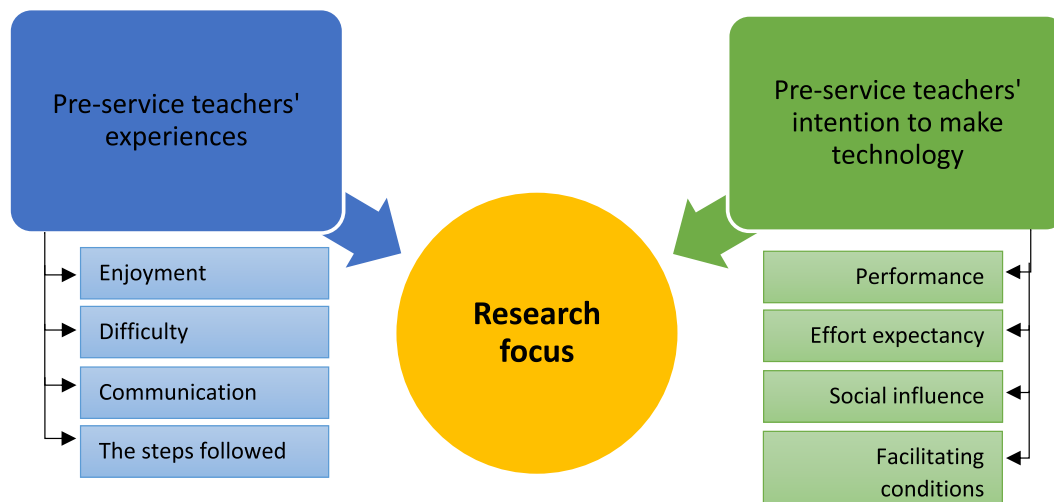 Pre-service teachers'
experiences
Enjoyment
Difficulty
Communication
The steps followed
Research
focus
Pre-service teachers'
intention to make
technology
Performance
Effort expectancy
Social influence
Facilitating
conditions